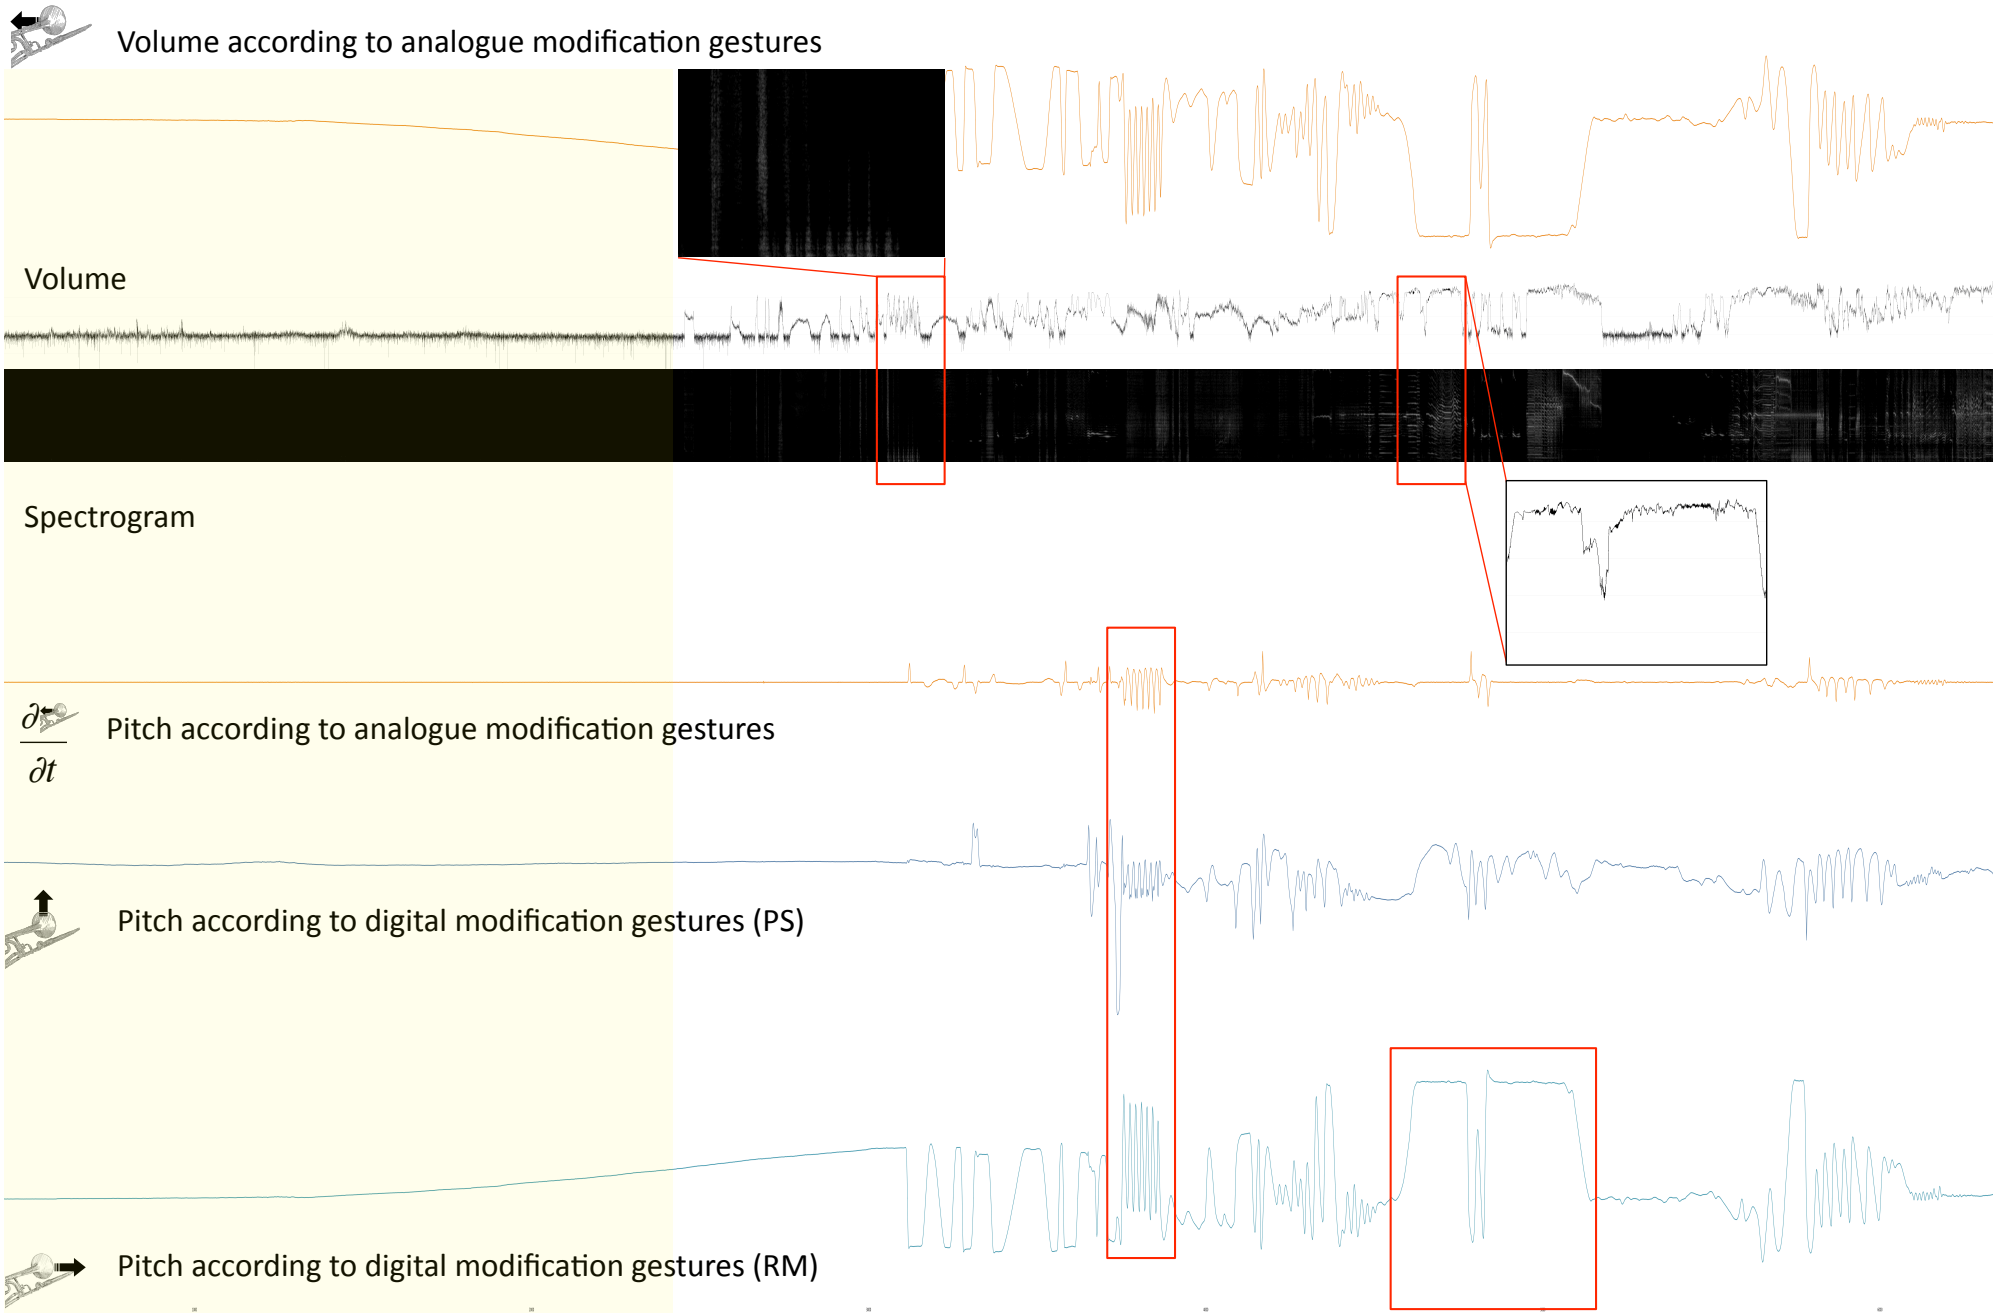 Volume according to analogue modification gestures
Volume
Spectrogram
∂
∂t
Pitch according to analogue modification gestures
Pitch according to digital modification gestures (PS)
Pitch according to digital modification gestures (RM)